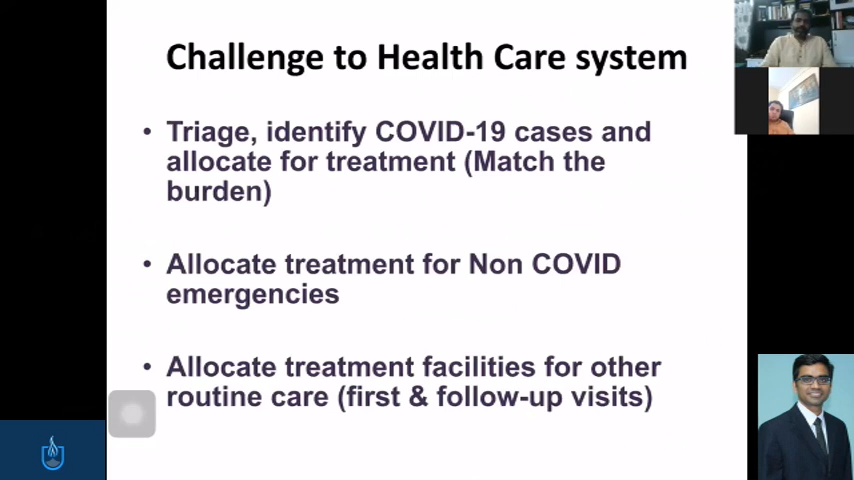 Challenge to Health Care system
• Triage, identify COVID-19 cases and
allocate for treatment (Match the
burden)
• Allocate treatment for Non COVID
emergencies
• Allocate treatment facilities for other
routine care (first & follow-up visits)